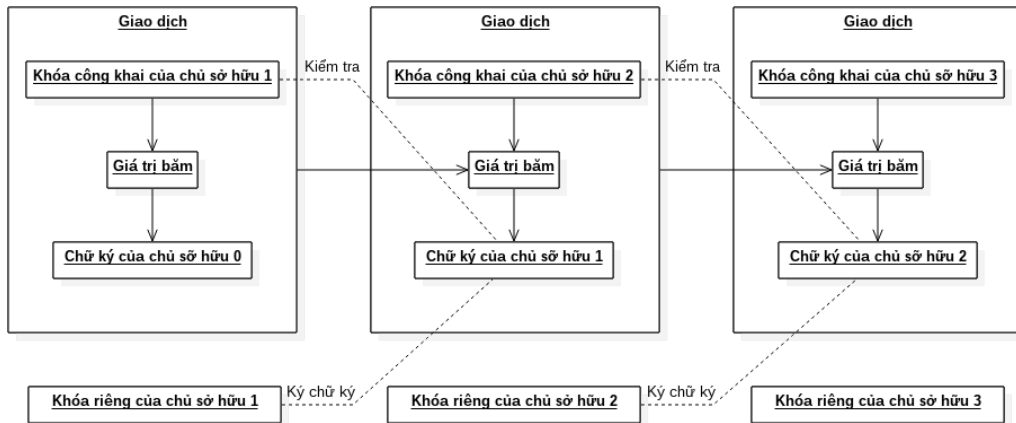 Giao dịch
Giao dịch
Giao dịch
Khóa công khai của chủ sở hữu 1
Kiểm tra
Khóa công khai của chủ sở hữu 2
Kiểm tra
Khóa công khai của chủ sỡ hữu 3
Giá trị băm
Giá trị băm
Giá trị băm
Chữ ký của chủ sỡ hữu 0
Chữ ký của chủ sỡ hữu 1
Chữ ký của chủ sỡ hữu 2
Khóa riêng của chủ sở hữu 1
Ký chữ ký
Khóa riêng của chủ sở hữu 2
Ký chữ ký
Khóa riêng của chủ sở hữu 3